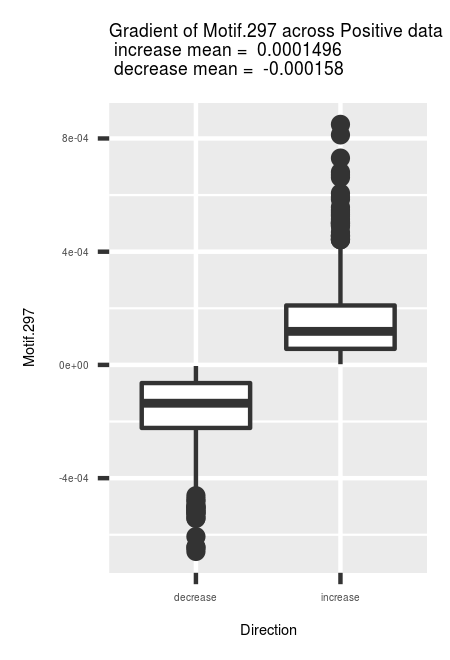 Gradient of Motif.297 across Positive data
increase mean =  0.0001496
decrease mean =  -0.000158
8e-04
4e-04
0e+00
-4e-04
Motif.297
decrease
increase
Direction